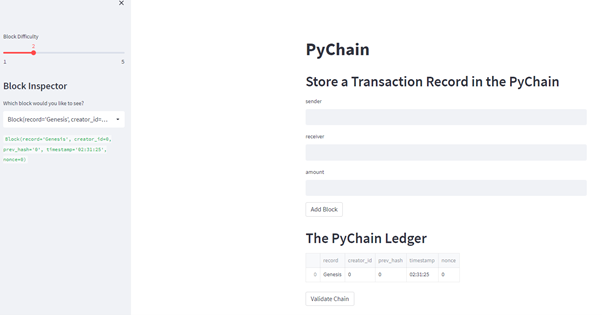 Block Difficulty
2
1 5
Block Inspector
Which block would you like to see?
Block(record='Genesis', creator_id=...
Block(record='Genesis', creator_id=0,
prev_hash='0', timestamp='02:31:25',
nonce=0)
PyChain
Store a Transaction Record in the PyChain
sender
receiver
amount
Add Block
The PyChain Ledger
record creator_id prev_hash timestamp nonce
0 Genesis 0 0 02:31:25 0
Validate Chain